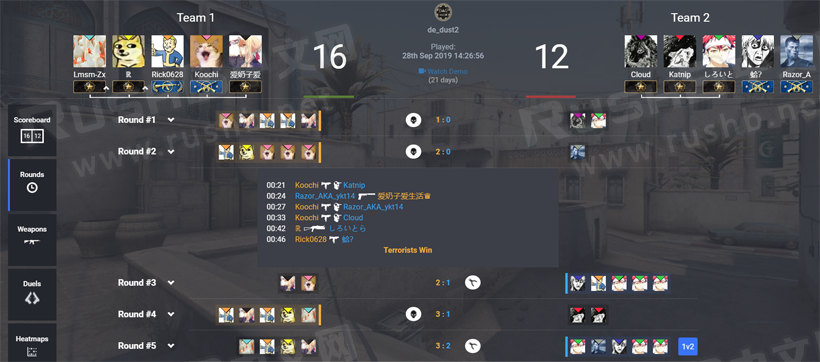 Team 1
Team 2
de_dust2
Played:
28th Sep 2019 14:26:56
Watch Demo
(21 days)
16
12
Lmsm-Zx
R
Rick0628
Koochi
爱奶子爱
Cloud
Katnip
しろいと
蛤?
Razor_A
Scoreboard
16 12
Rounds
Weapons
Duels
Heatmaps
Round #1
1 : 0
Round #2
2 : 0
00:21 Koochi Katnip
00:24 Razor_AKA_ykt14 爱奶子爱生活♛
00:27 Koochi Razor_AKA_ykt14
00:33 Koochi Cloud
00:42 R しろいとら
00:46 Rick0628 蛤?
Terrorists Win
Round #3
2 : 1
Round #4
3 : 1
Round #5
3 : 2
1v2